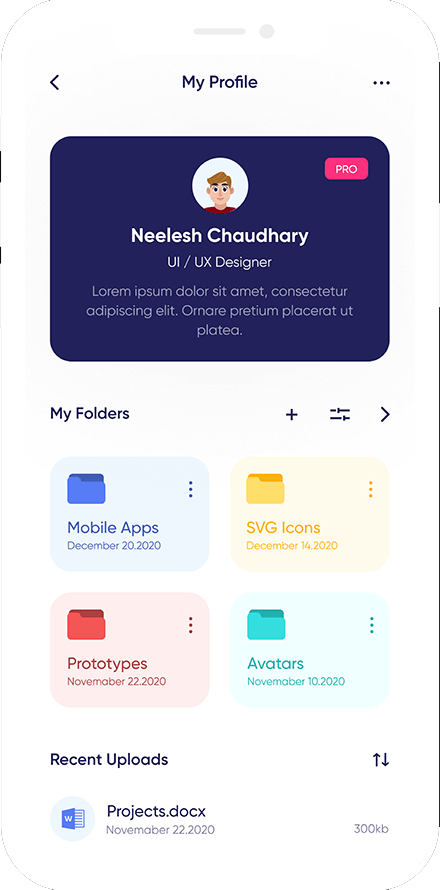 My Profile
PRO
Neelesh Chaudhary
UI / UX Designer
Lorem ipsum dolor sit amet, consectetur
adipiscing elit. Ornare pretium placerat ut
platea.
My Folders
Mobile Apps
December 20.2020
SVG Icons
December 14.2020
Prototypes
Novemaber 22.2020
Avatars
Novemaber 10.2020
Recent Uploads
W
Projects.docx
Novemaber 22.2020
300kb